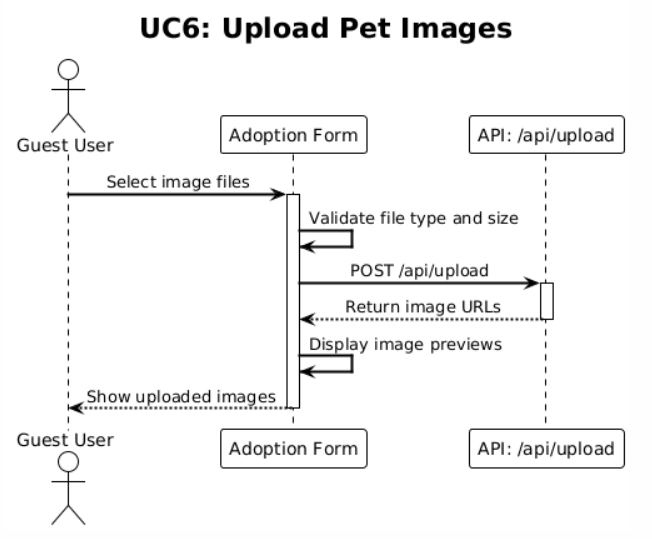 UC6: Upload Pet Images
Guest User
Adoption Form
API: /api/upload
Select image files
Validate file type and size
POST /api/upload
Return image URLs
Display image previews
Show uploaded images
Guest User
Adoption Form
API: /api/upload